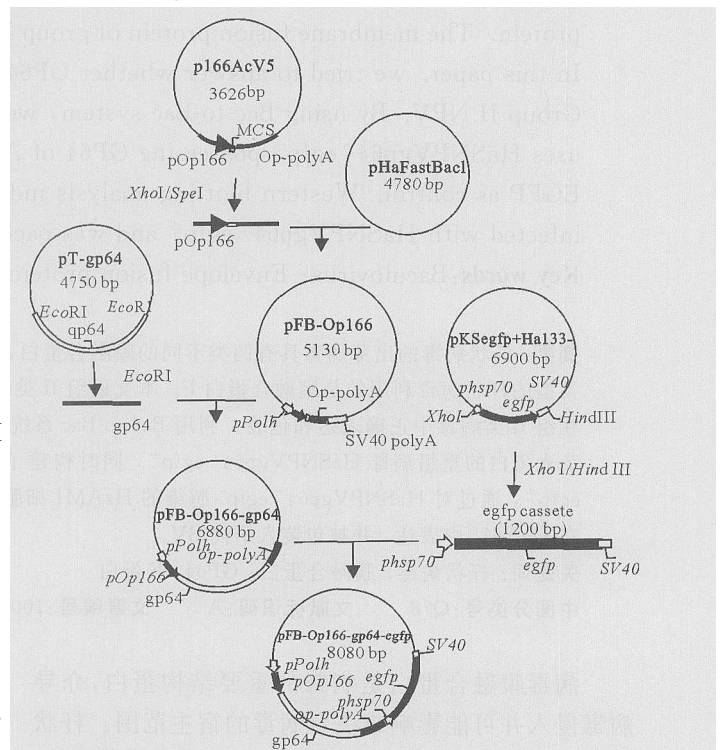 p166AcV5
3626bp
MCS
pOp166
Op-polyA
XhoI/SpeI
pOp166
pHaFastBacI
4780 bp
pT-gp64
4750 bp
EcoRI
EcoRI
qp64
EcoRI
gp64
pFB-Op166
5130 bp
Op-polyA
pPolh
SV40 polyA
pKSegfp+Ha133-
6900 bp
phsp70
SV40
egfp
XhoI
HindIII
XhoI/HindIII
egfp cassete
(1200 bp)
phsp70
egfp
SV40
pFB-Op166-gp64
6880 bp
pPolh
op-polyA
pOp166
gp64
pFB-Op166-gp64-egfp
8080 bp
SV40
pPolh
pOp166
egfp
phsp70
op-polyA
gp64